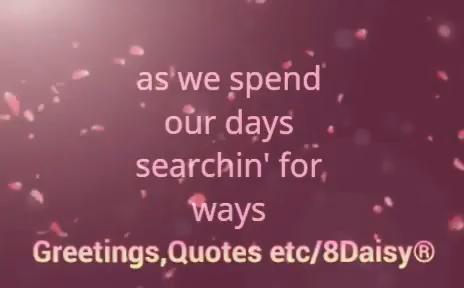 as we spend
our days
searchin' for
ways
Greetings,Quotes etc/8Daisy®